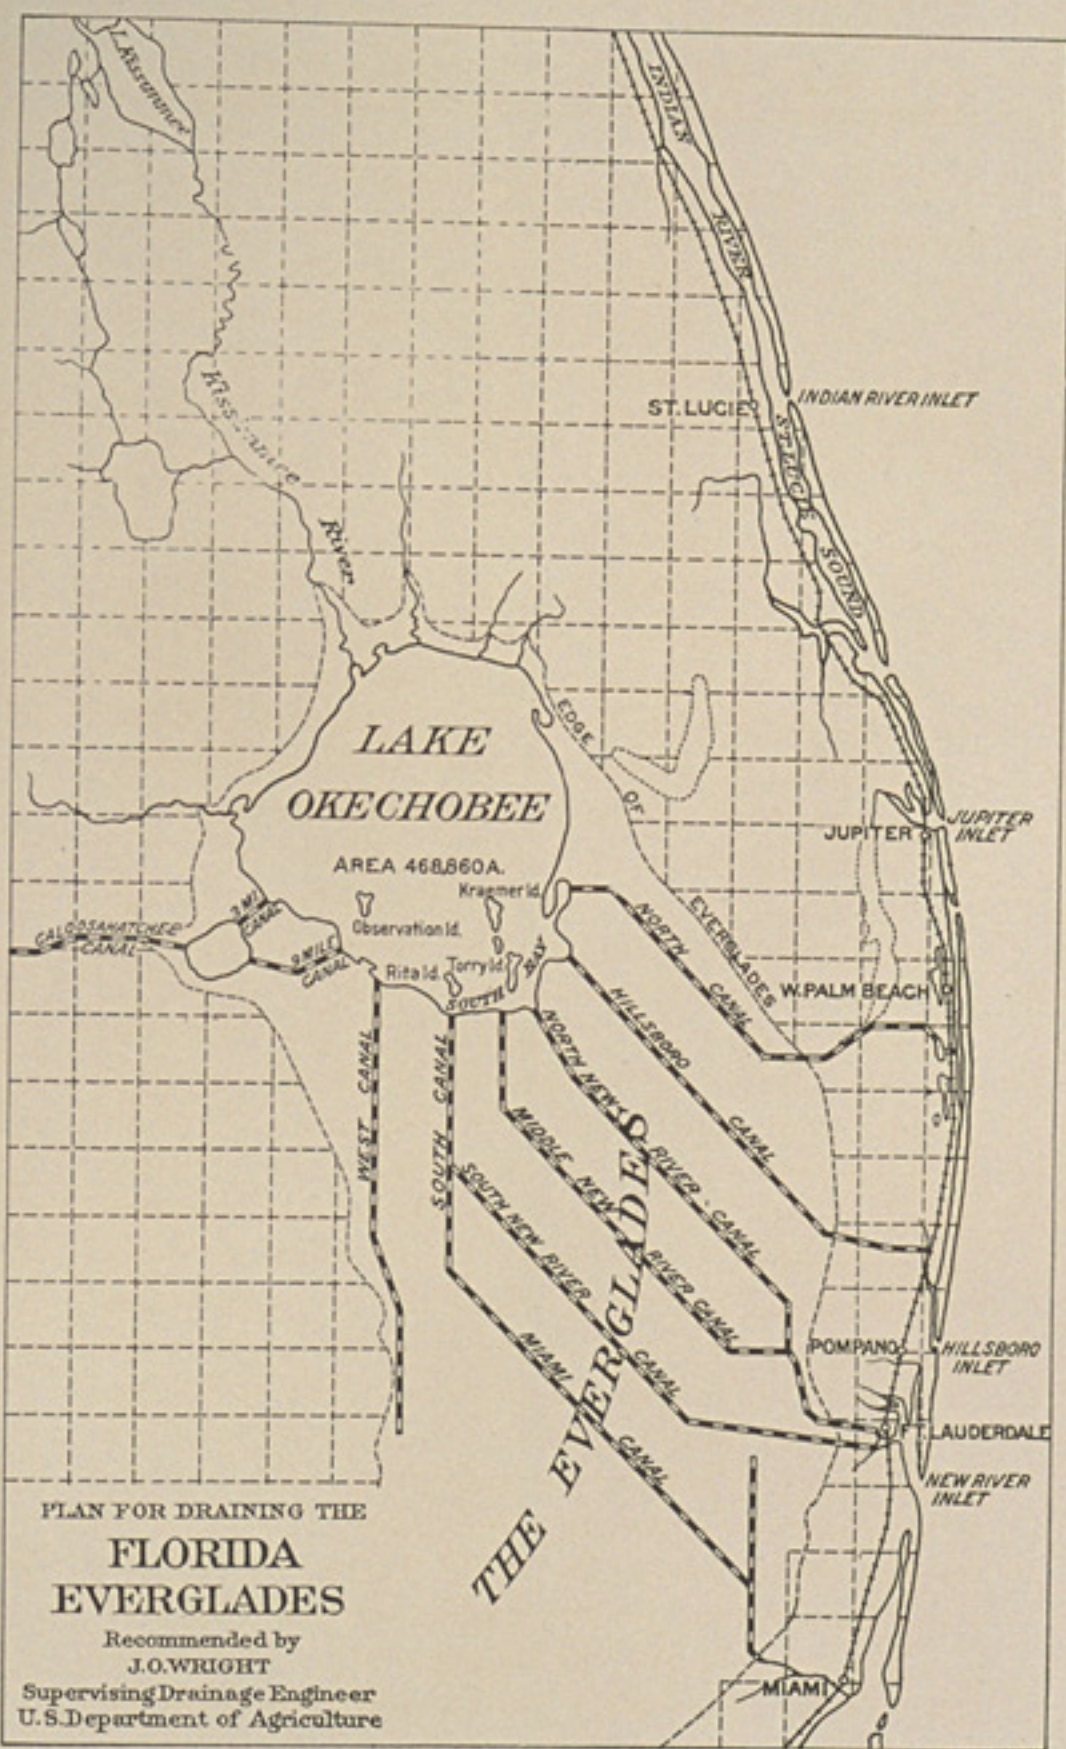 L. Kissimmee
INDIAN
RIVER
INDIAN RIVER INLET
ST. LUCIE
ST. LUCIE
SOUND
River
LAKE
OKECHOBEE
AREA 468,860A.
EDGE
OF
EVERGLADES
JUPITER
JUPITER
INLET
Kraemer Id.
Observation Id.
Rita Id.
Torry Id.
SOUTH
BAY
3 MILE
CANAL
9 MILE
CANAL
CALOOSAHATCHEE
CANAL
NORTH
CANAL
W. PALM BEACH
HILLSBORO
CANAL
WEST CANAL
SOUTH CANAL
NORTH NEW
RIVER - CANAL
MIDDLE NEW
RIVER CANAL
SOUTH NEW RIVER
CANAL
MIAMI
CANAL
THE EVERGLADES
POMPANO
HILLSBORO
INLET
FT. LAUDERDALE
NEW RIVER
INLET
MIAMI
PLAN FOR DRAINING THE
FLORIDA
EVERGLADES
Recommended by
J.O. WRIGHT
Supervising Drainage Engineer
U.S. Department of Agriculture